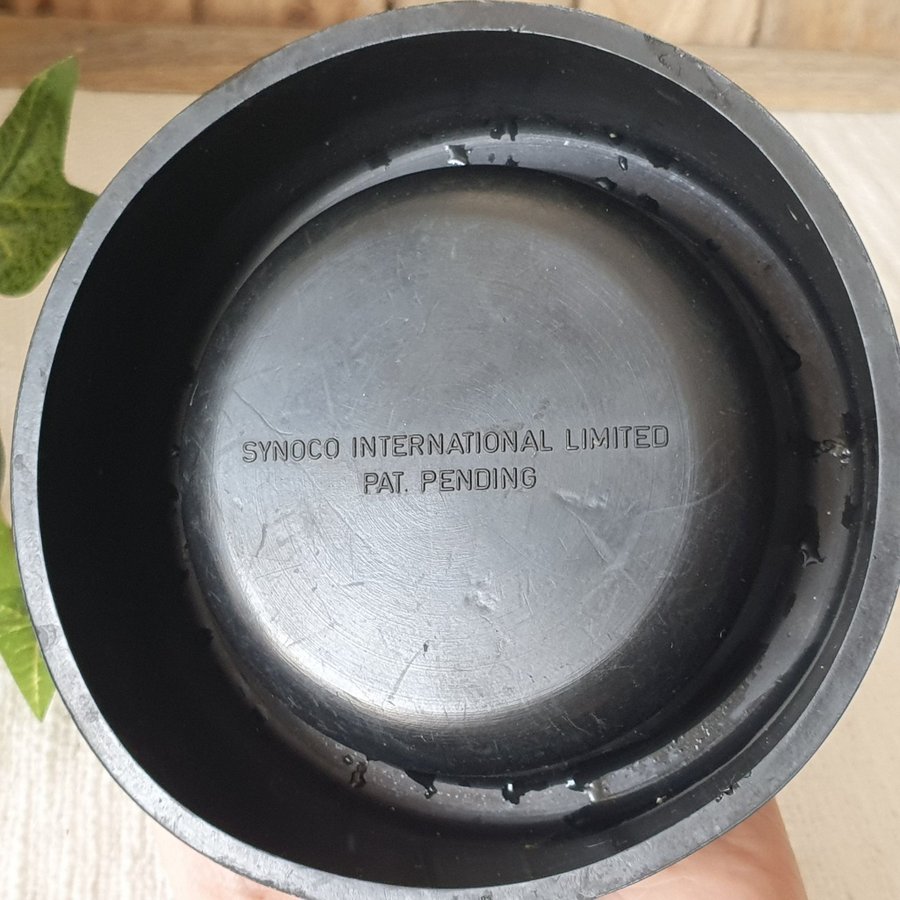 SYNOCO INTERNATIONAL LIMITED
PAT. PENDING